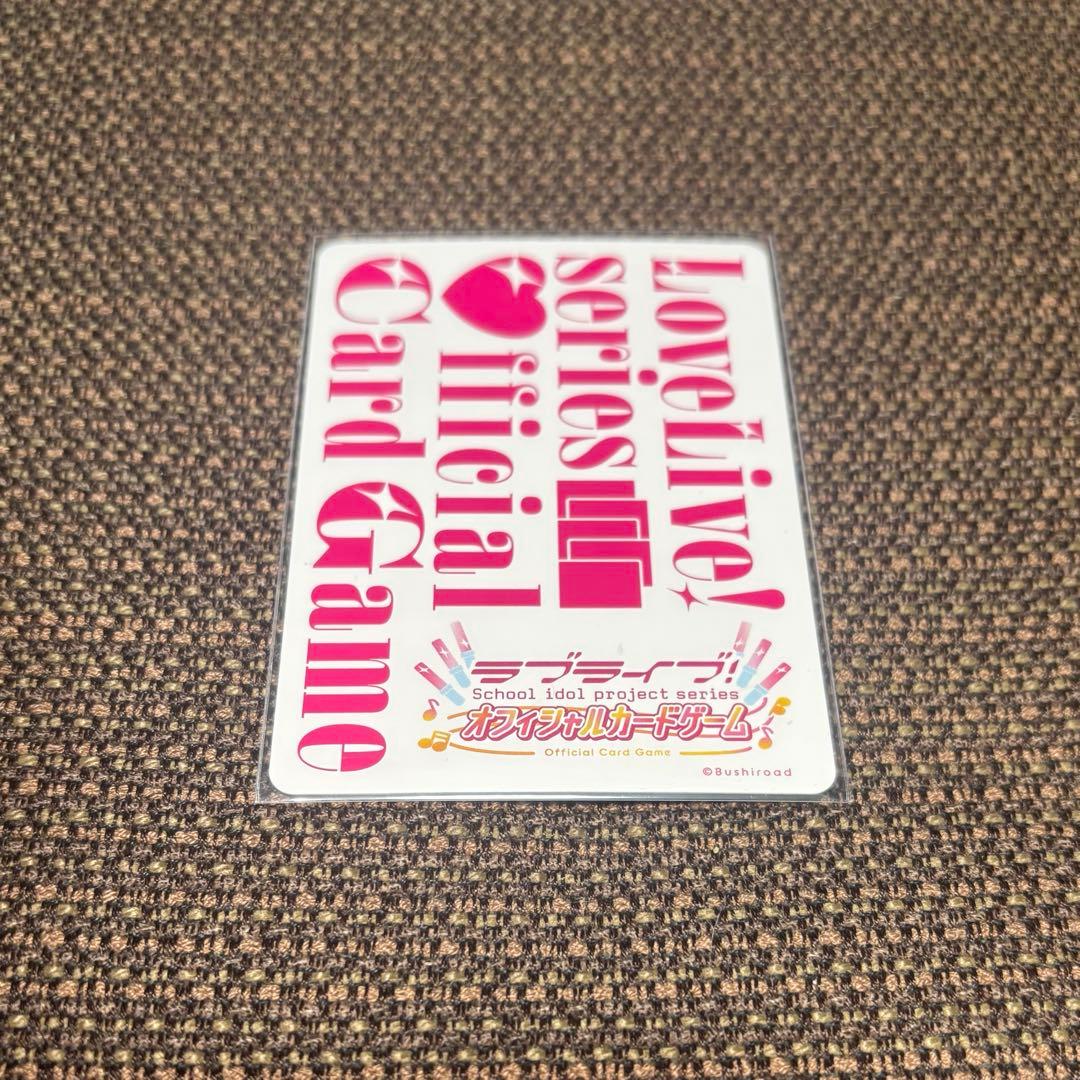 LoveLive!
series
Official
Card Game
ラブライブ!
School idol project series
オフィシャルカードゲーム
Official Card Game
©Bushiroad